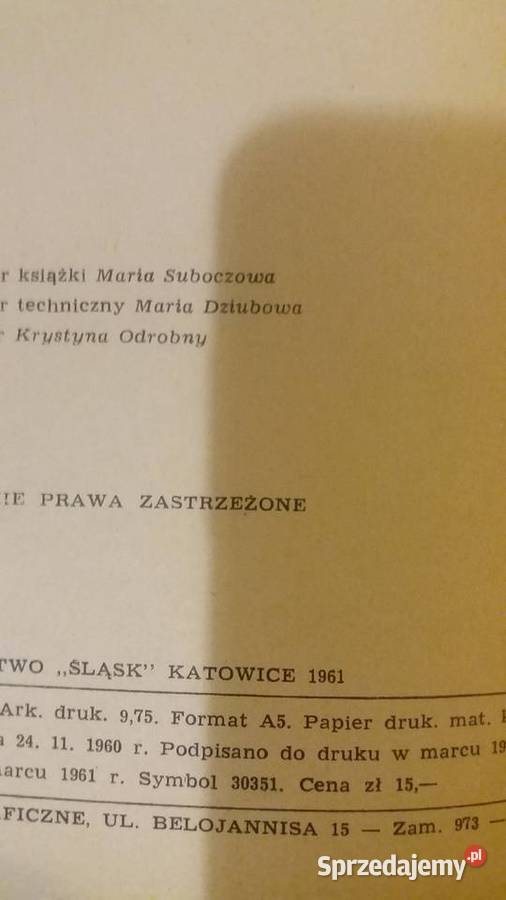 r książki Maria Suboczowa
r techniczny Maria Dziubowa
r Krystyna Odrobny
IE PRAWA ZASTRZEŻONE
TWO „ŚLĄSK” KATOWICE 1961
Ark. druk. 9,75. Format A5. Papier druk. mat. k
a 24. 11. 1960 r. Podpisano do druku w marcu 19
marcu 1961 r. Symbol 30351. Cena zł 15,—
FICZNE, UL. BELOJANNISA 15 — Zam. 973 —
Sprzedajemy.pl